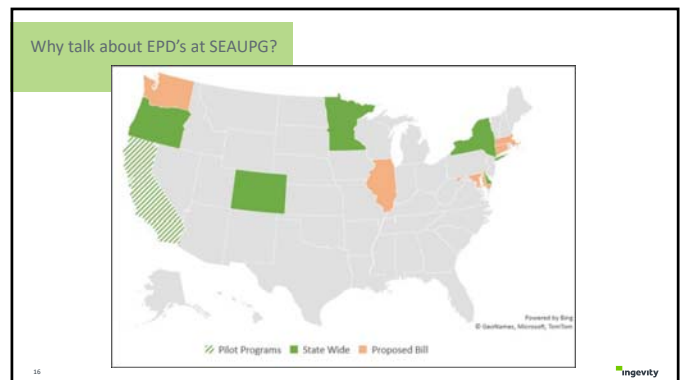 Why talk about EPD's at SEAUPG?
Powered by Bing
© GeoNames, Microsoft, TomTom
Pilot Programs State Wide Proposed Bill
16
ingevity